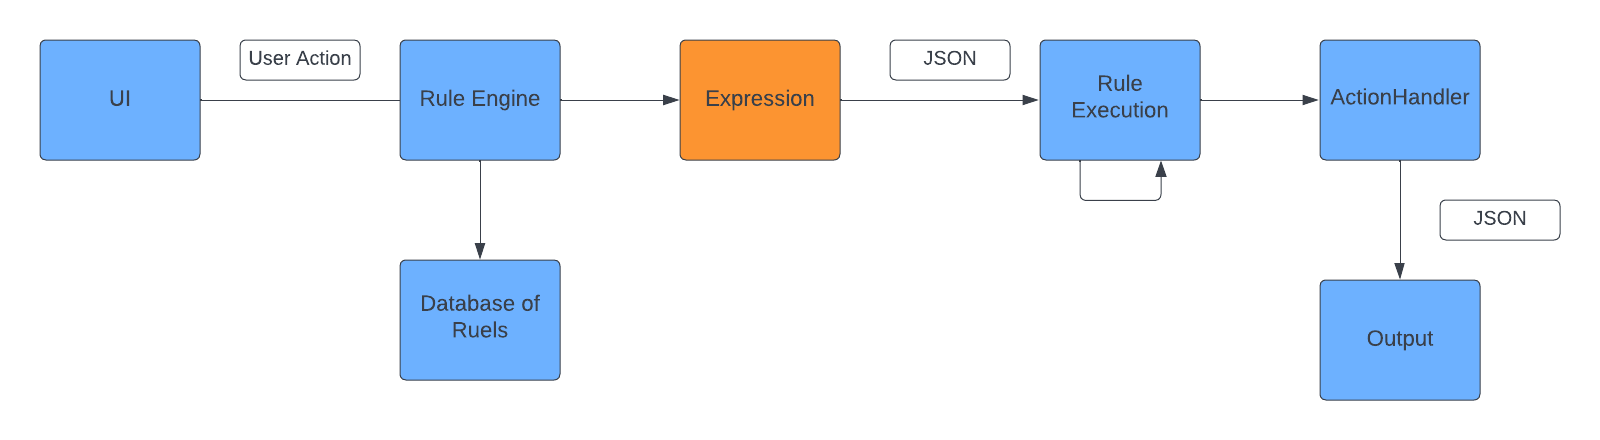 User Action
JSON
UI
Rule Engine
Expression
Rule
Execution
ActionHandler
JSON
Database of
Ruels
Output